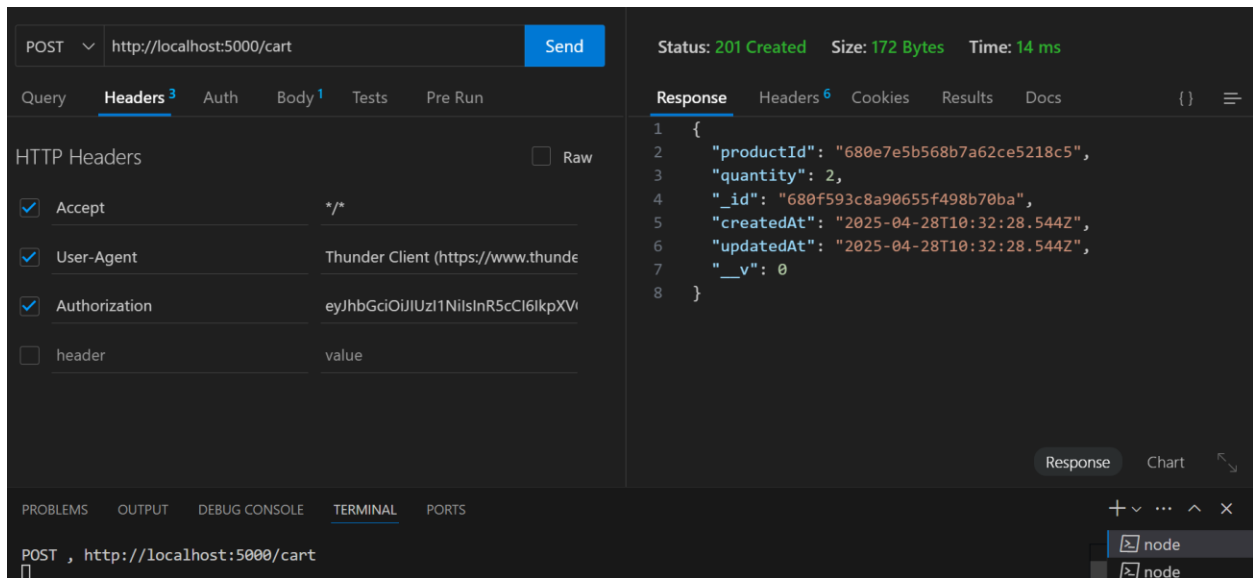 POST http://localhost:5000/cart Send
Query Headers 3 Auth Body 1 Tests Pre Run
HTTP Headers Raw
Accept */*
User-Agent Thunder Client (https://www.thunde
Authorization
header value
Status: 201 Created Size: 172 Bytes Time: 14 ms
Response Headers 6 Cookies Results Docs { }
1 {
2 "productId": "680e7e5b568b7a62ce5218c5",
3 "quantity": 2,
4 "_id": "680f593c8a90655f498b70ba",
5 "createdAt": "2025-04-28T10:32:28.544Z",
6 "updatedAt": "2025-04-28T10:32:28.544Z",
7 "__v": 0
8 }
Response Chart
PROBLEMS OUTPUT DEBUG CONSOLE TERMINAL PORTS
POST , http://localhost:5000/cart
node
node